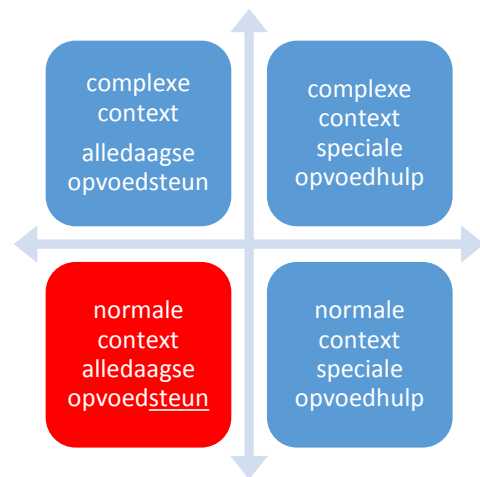 complexe
context
alledaagse
opvoedsteun
complexe
context
speciale
opvoedhulp
normale
context
alledaagse
opvoedsteun
normale
context
speciale
opvoedhulp